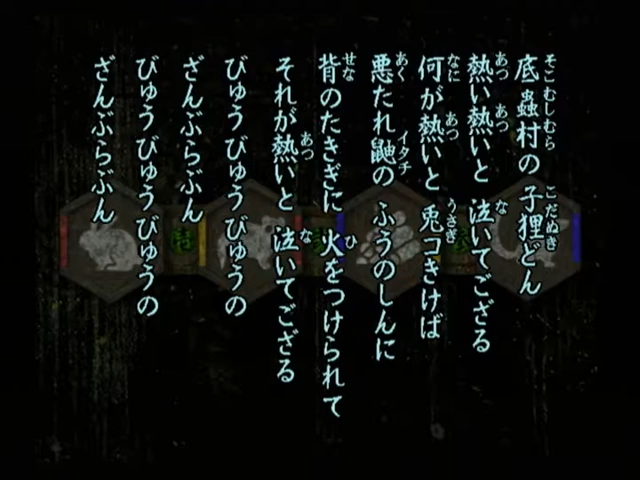 底蟲村の 子狸どん
熱い熱いと 泣いてござる
何が熱いと 兎コきけば
悪たれ鼬の ふうのしんに
背のたきぎに 火をつけられて
それが熱いと 泣いてござる
びゅうびゅうびゅうの
ざんぶらぶん
びゅうびゅうびゅうの
ざんぶらぶん